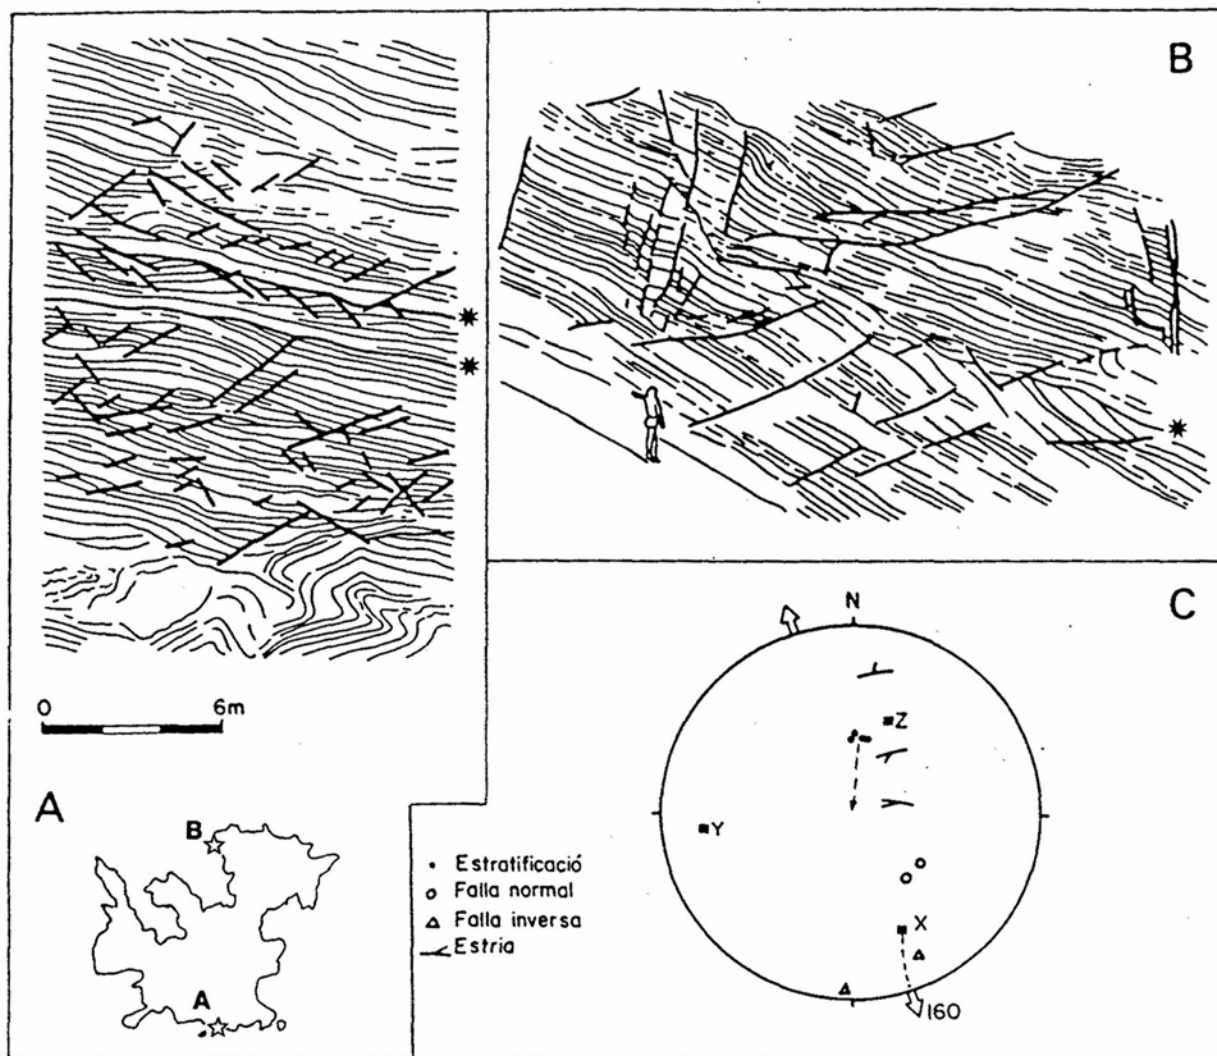 B
0 6m
A
B
A
C
N
Z
Y
X
160
• Estratificació
Falla normal
Falla inversa
Estria